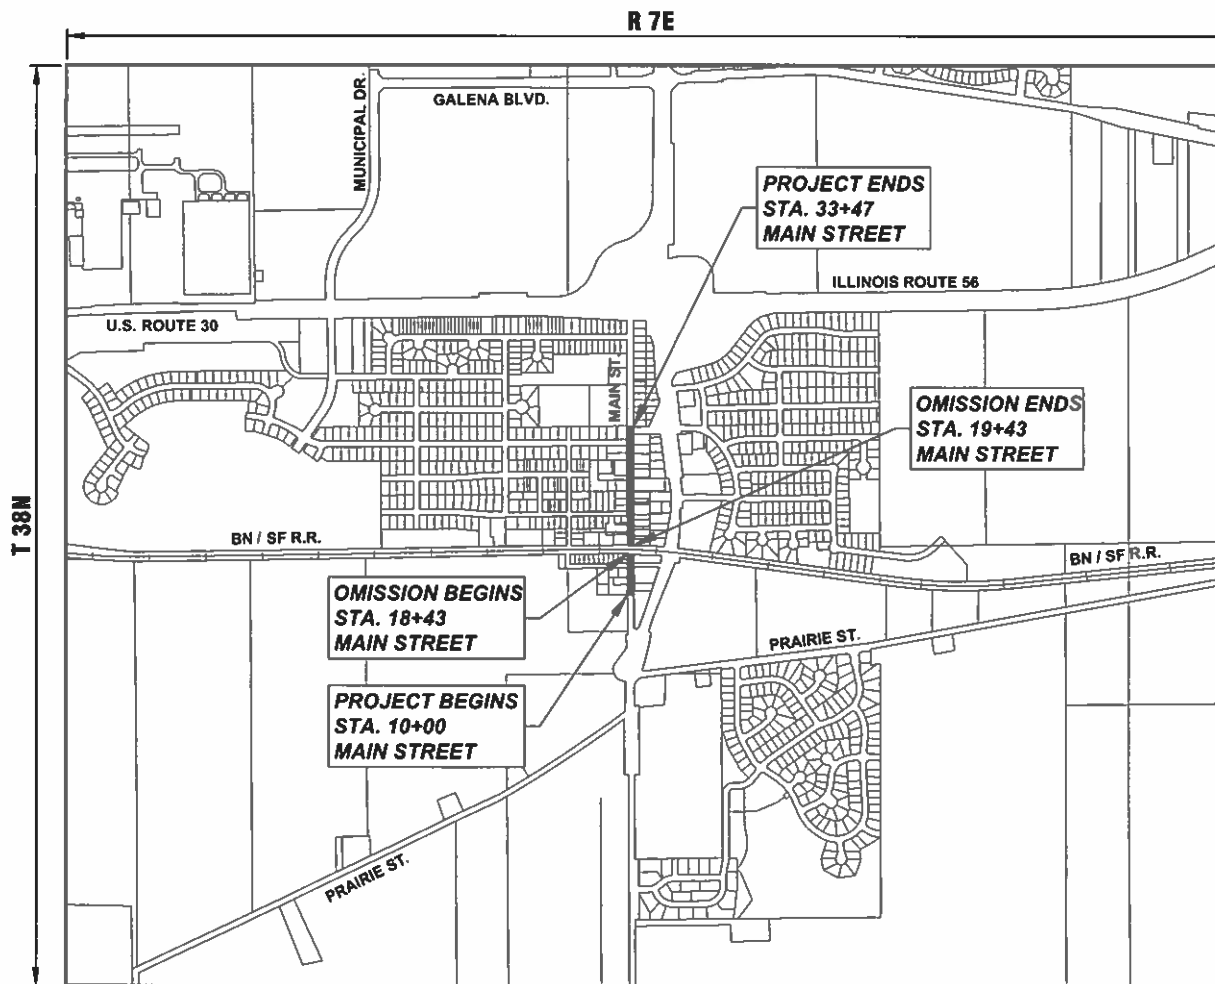 R 7E
GALENA BLVD.
MUNICIPAL DR.
PROJECT ENDS
STA. 33+47
MAIN STREET
ILLINOIS ROUTE 56
U.S. ROUTE 30
MAIN ST.
OMISSION ENDS
STA. 19+43
MAIN STREET
T 38N
BN / SF R.R.
BN / SF R.R.
OMISSION BEGINS
STA. 18+43
MAIN STREET
PRAIRIE ST.
PROJECT BEGINS
STA. 10+00
MAIN STREET
PRAIRIE ST.